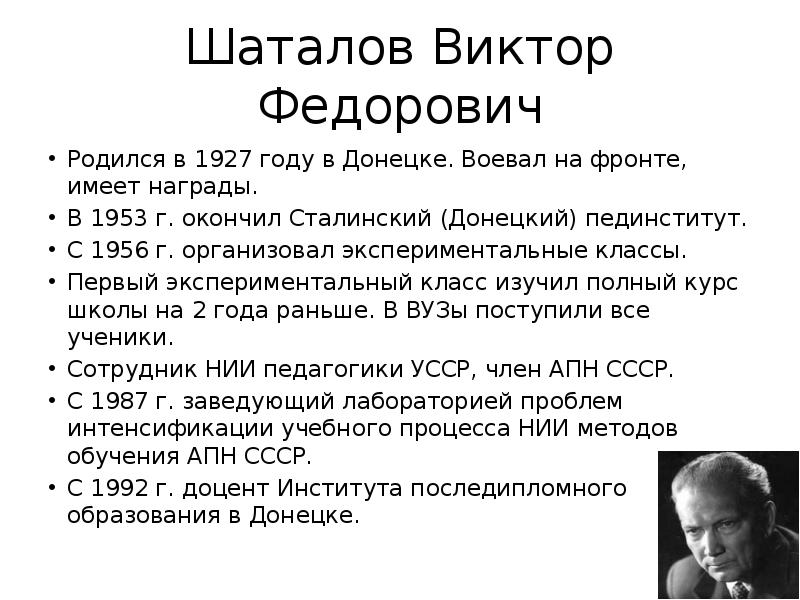 Шаталов Виктор
Федорович
• Родился в 1927 году в Донецке. Воевал на фронте,
имеет награды.
• В 1953 г. окончил Сталинский (Донецкий) пединститут.
• С 1956 г. организовал экспериментальные классы.
• Первый экспериментальный класс изучил полный курс
школы на 2 года раньше. В ВУЗы поступили все
ученики.
• Сотрудник НИИ педагогики УССР, член АПН СССР.
• С 1987 г. заведующий лабораторией проблем
интенсификации учебного процесса НИИ методов
обучения АПН СССР.
• С 1992 г. доцент Института последипломного
образования в Донецке.